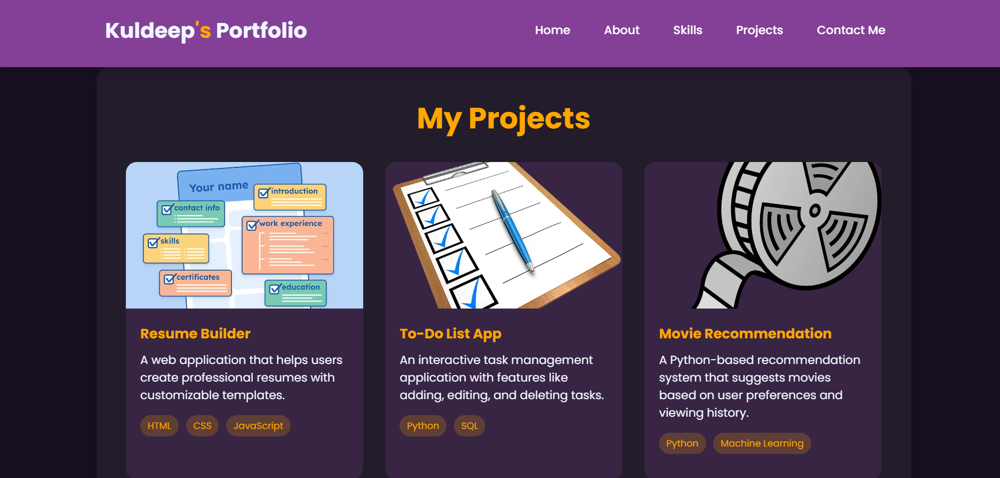 Kuldeep's Portfolio
Home
About
Skills
Projects
Contact Me
My Projects
Your name
introduction
contact info
work experience
skills
certificates
education
Resume Builder
A web application that helps users
create professional resumes with
customizable templates.
HTML
CSS
JavaScript
To-Do List App
An interactive task management
application with features like
adding, editing, and deleting tasks.
Python
SQL
Movie Recommendation
A Python-based recommendation
system that suggests movies
based on user preferences and
viewing history.
Python
Machine Learning